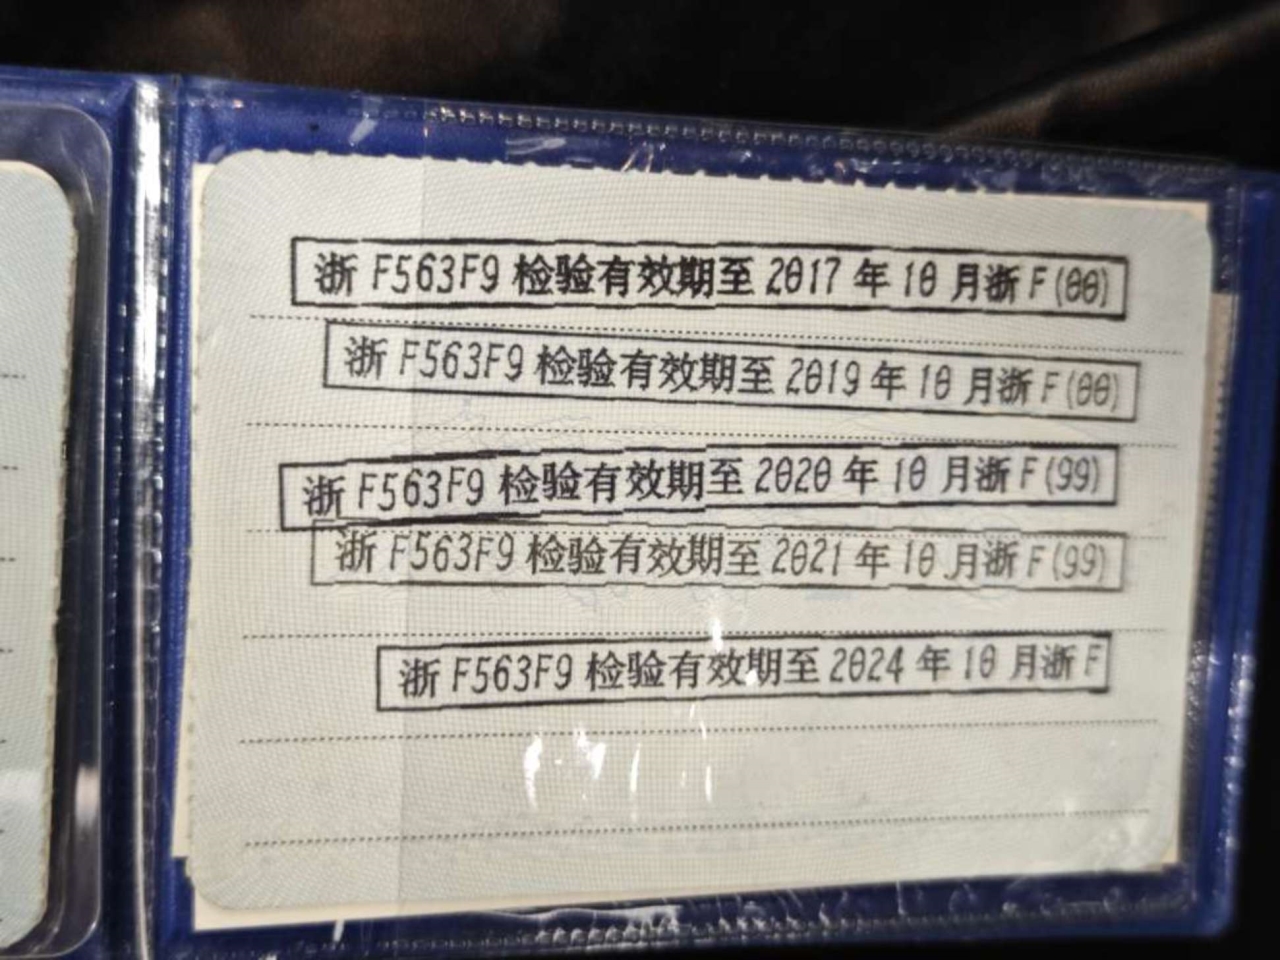 浙 F563F9 检验有效期至 2017 年 10 月浙 F(00)
浙 F563F9 检验有效期至 2019 年 10 月浙 F(00)
浙 F563F9 检验有效期至 2020 年 10 月浙 F(99)
浙 F563F9 检验有效期至 2021 年 10 月浙 F(99)
浙 F563F9 检验有效期至 2024 年 10 月浙 F